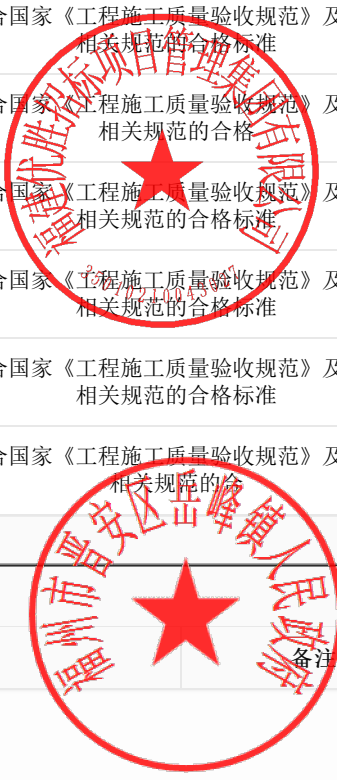 合国家《工程施工质量验收规范》及
相关规范的合格标准
合国家《工程施工质量验收规范》及
相关规范的合格
合国家《工程施工质量验收规范》及
相关规范的合格标准
合国家《工程施工质量验收规范》及
相关规范的合格标准
合国家《工程施工质量验收规范》及
相关规范的合格标准
合国家《工程施工质量验收规范》及
相关规范的合
备注
福建优胜招标项目管理集团有限公司
福州市晋安区岳峰镇人民政府